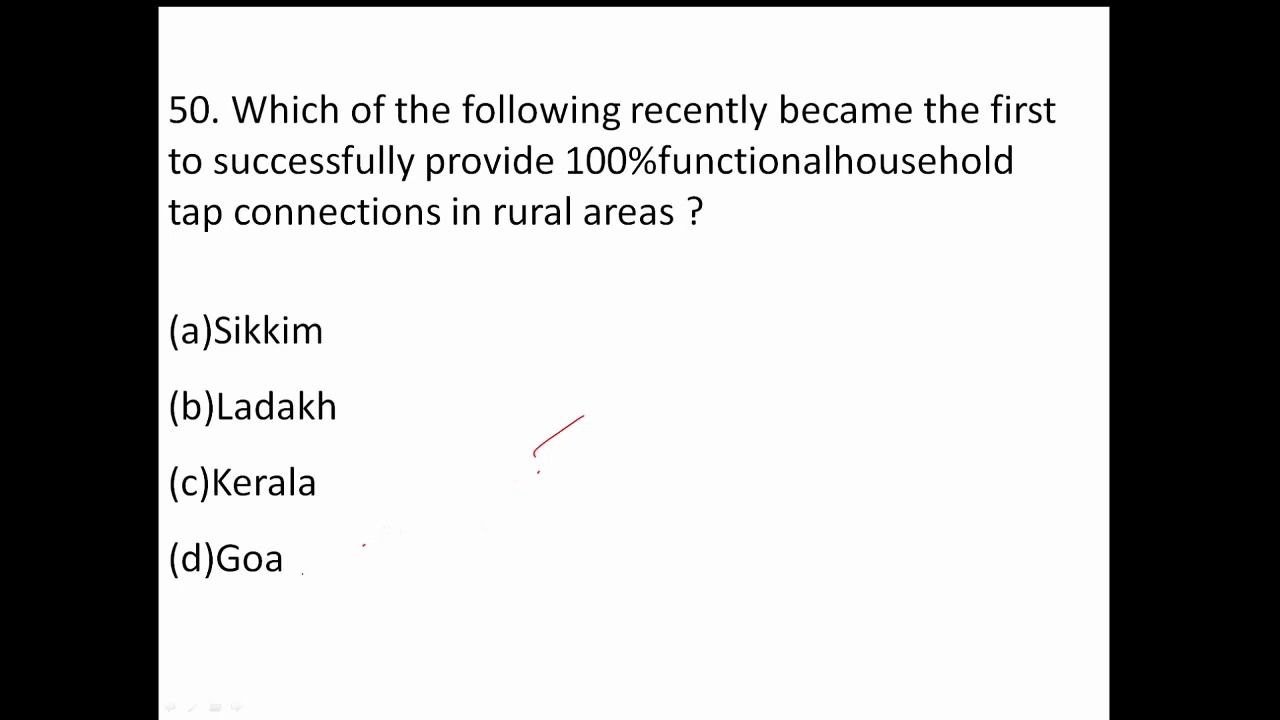 50. Which of the following recently became the first
to successfully provide 100%functionalhousehold
tap connections in rural areas ?
(a)Sikkim
(b)Ladakh
(c)Kerala
(d)Goa